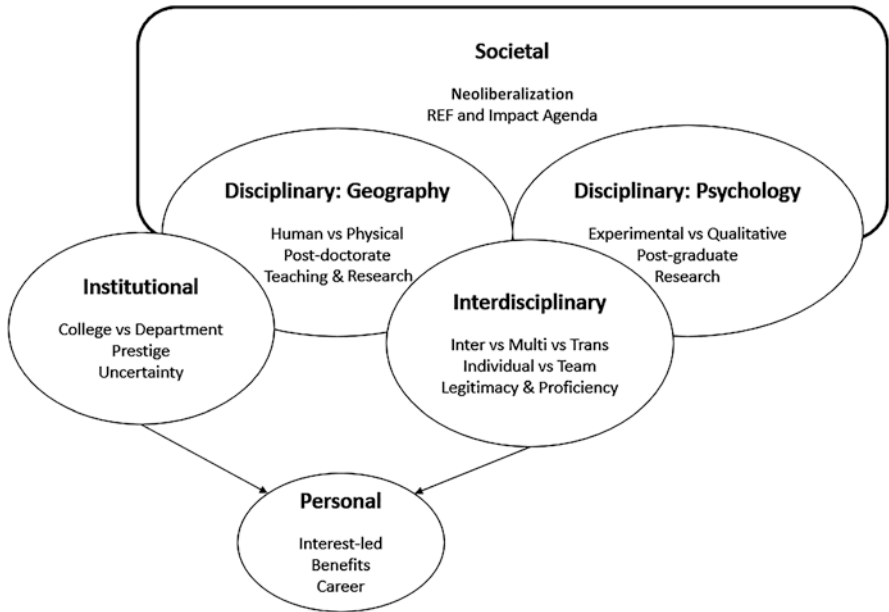 Societal
Neoliberalization
REF and Impact Agenda
Disciplinary: Geography
Human vs Physical
Post-doctorate
Teaching & Research
Disciplinary: Psychology
Experimental vs Qualitative
Post-graduate
Research
Institutional
College vs Department
Prestige
Uncertainty
Interdisciplinary
Inter vs Multi vs Trans
Individual vs Team
Legitimacy & Proficiency
Personal
Interest-led
Benefits
Career